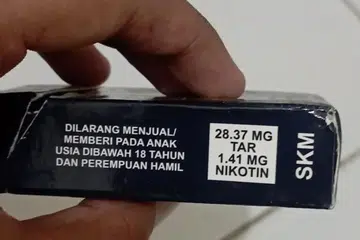 DILARANG MENJUAL/
MEMBERI PADA ANAK
USIA DIBAWAH 18 TAHUN
DAN PEREMPUAN HAMIL
28.37 MG
TAR
1.41 MG
NIKOTIN
SKM